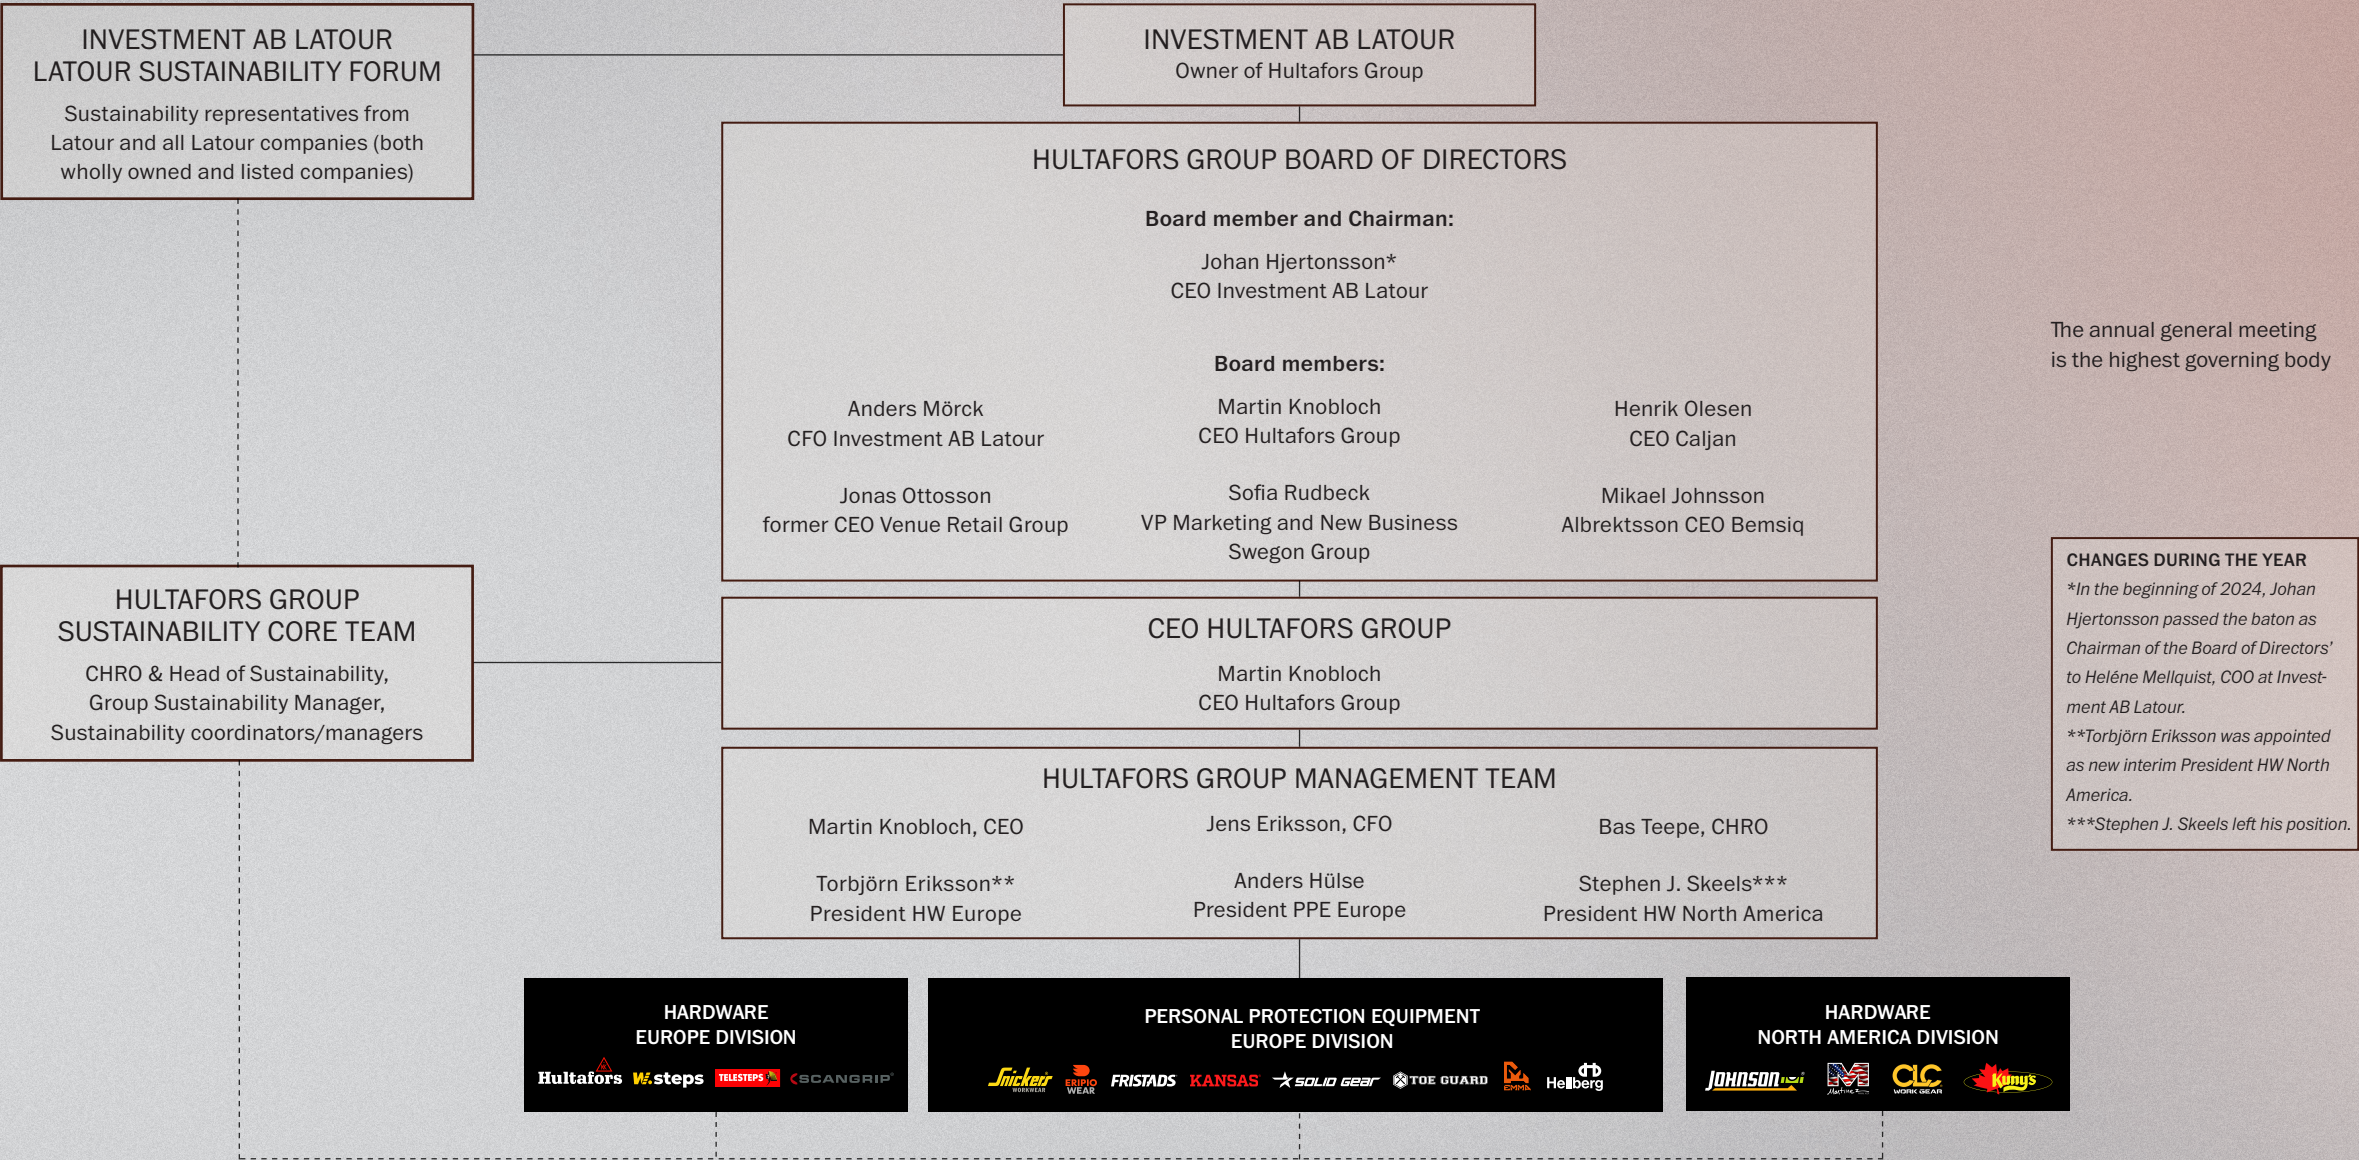 INVESTMENT AB LATOUR
LATOUR SUSTAINABILITY FORUM
Sustainability representatives from
Latour and all Latour companies (both
wholly owned and listed companies)
INVESTMENT AB LATOUR
Owner of Hultafors Group
HULTAFORS GROUP BOARD OF DIRECTORS
Board member and Chairman:
Johan Hjertonsson*
CEO Investment AB Latour
Board members:
Anders Mörck
CFO Investment AB Latour
Martin Knobloch
CEO Hultafors Group
Henrik Olesen
CEO Caljan
Jonas Ottosson
former CEO Venue Retail Group
Sofia Rudbeck
VP Marketing and New Business
Swegon Group
Mikael Johnsson
Albrektsson CEO Bemsiq
The annual general meeting
is the highest governing body
HULTAFORS GROUP
SUSTAINABILITY CORE TEAM
CHRO & Head of Sustainability,
Group Sustainability Manager,
Sustainability coordinators/managers
CEO HULTAFORS GROUP
Martin Knobloch
CEO Hultafors Group
CHANGES DURING THE YEAR
*In the beginning of 2024, Johan
Hjertonsson passed the baton as
Chairman of the Board of Directors’
to Heléne Mellquist, COO at Invest-
ment AB Latour.
**Torbjörn Eriksson was appointed
as new interim President HW North
America.
***Stephen J. Skeels left his position.
HULTAFORS GROUP MANAGEMENT TEAM
Martin Knobloch, CEO
Jens Eriksson, CFO
Bas Teepe, CHRO
Torbjörn Eriksson**
President HW Europe
Anders Hülse
President PPE Europe
Stephen J. Skeels***
President HW North America
HARDWARE
EUROPE DIVISION
Hultafors
W.steps
TELESTEPS
SCANGRIP
PERSONAL PROTECTION EQUIPMENT
EUROPE DIVISION
Snickers
WORKWEAR
ERIPIO
WEAR
FRISTADS
KANSAS
SOLID GEAR
TOE GUARD
EMMA
Hellberg
HARDWARE
NORTH AMERICA DIVISION
JOHNSON
M
Martinez
CLC
WORK GEAR
Kuny's